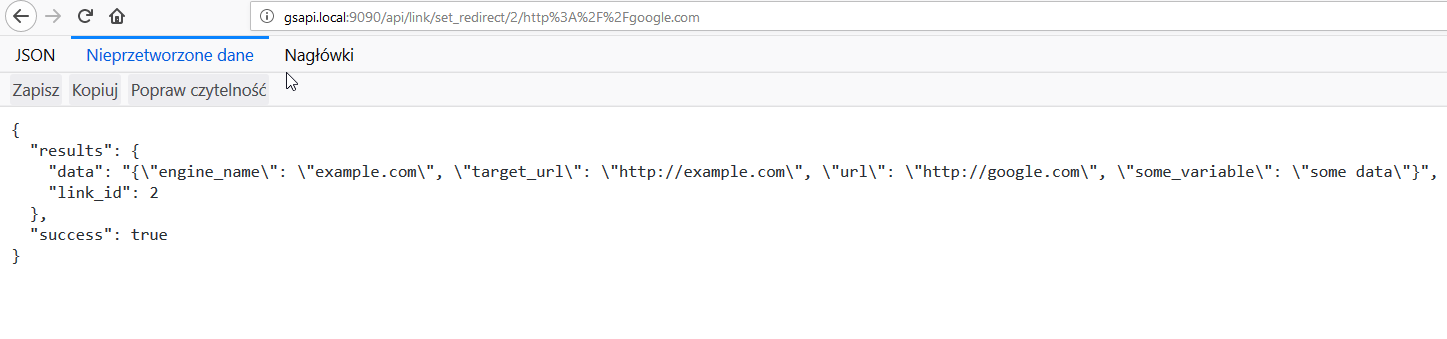 gsapi.local:9090/api/link/set_redirect/2/http%3A%2F%2Fgoogle.com
JSON Nieprzetworzone dane Nagłówki
Zapisz Kopiuj Popraw czytelność
{
  "results": {
    "data": "{\"engine_name\": \"example.com\", \"target_url\": \"http://example.com\", \"url\": \"http://google.com\", \"some_variable\": \"some data\"}",
    "link_id": 2
  },
  "success": true
}